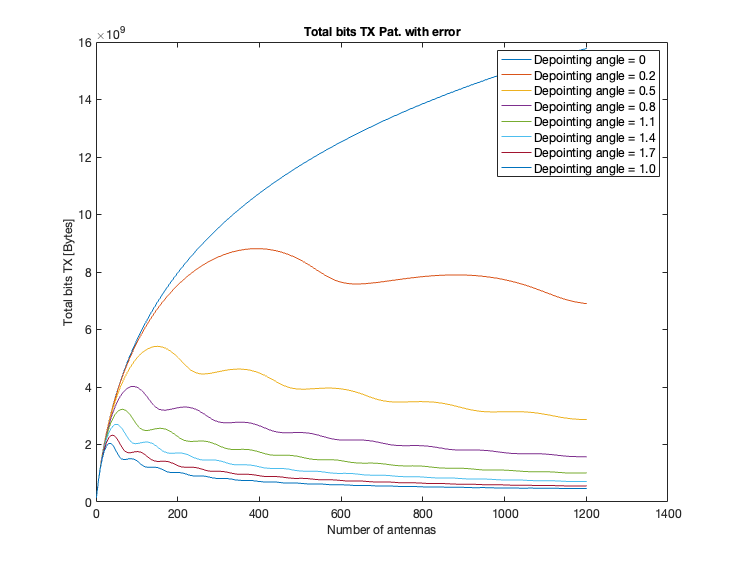 Total bits TX Pat. with error
×10^9
16
14
12
10
8
6
4
2
0
Total bits TX [Bytes]
0 200 400 600 800 1000 1200 1400
Number of antennas
Depointing angle = 0
Depointing angle = 0.2
Depointing angle = 0.5
Depointing angle = 0.8
Depointing angle = 1.1
Depointing angle = 1.4
Depointing angle = 1.7
Depointing angle = 1.0